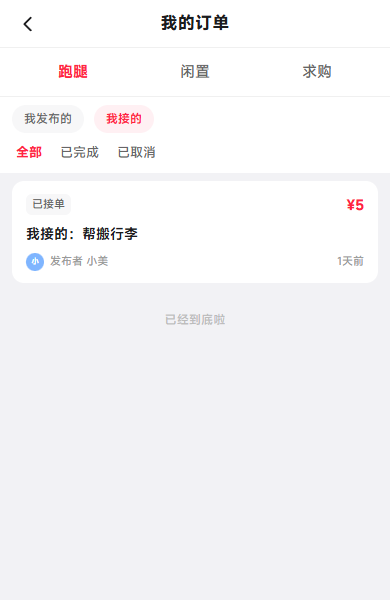 我的订单
跑腿 闲置 求购
我发布的 我接的
全部 已完成 已取消
已接单 ¥5
我接的：帮搬行李
小 发布者 小美 1天前
已经到底啦